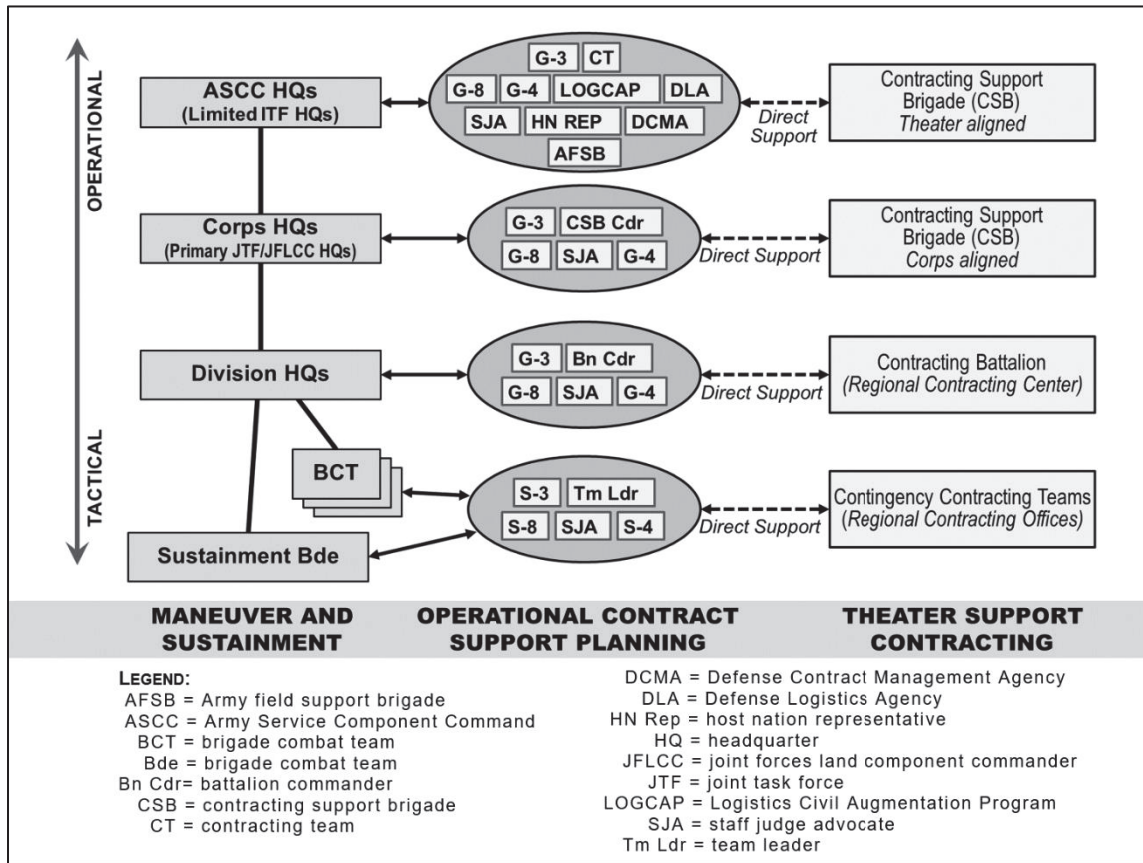 OPERATIONAL
TACTICAL
ASCC HQs
(Limited ITF HQs)
G-3 CT
G-8 G-4 LOGCAP DLA
SJA HN REP DCMA
AFSB
Direct
Support
Contracting Support
Brigade (CSB)
Theater aligned
Corps HQs
(Primary JTF/JFLCC HQs)
G-3 CSB Cdr
G-8 SJA G-4
Direct Support
Contracting Support
Brigade (CSB)
Corps aligned
Division HQs
G-3 Bn Cdr
G-8 SJA G-4
Direct Support
Contracting Battalion
(Regional Contracting Center)
BCT
Sustainment Bde
S-3 Tm Ldr
S-8 SJA S-4
Direct Support
Contingency Contracting Teams
(Regional Contracting Offices)
MANEUVER AND
SUSTAINMENT
OPERATIONAL CONTRACT
SUPPORT PLANNING
THEATER SUPPORT
CONTRACTING
LEGEND:
AFSB = Army field support brigade
ASCC = Army Service Component Command
BCT = brigade combat team
Bde = brigade combat team
Bn Cdr= battalion commander
CSB = contracting support brigade
CT = contracting team
DCMA = Defense Contract Management Agency
DLA = Defense Logistics Agency
HN Rep = host nation representative
HQ = headquarter
JFLCC = joint forces land component commander
JTF = joint task force
LOGCAP = Logistics Civil Augmentation Program
SJA = staff judge advocate
Tm Ldr = team leader